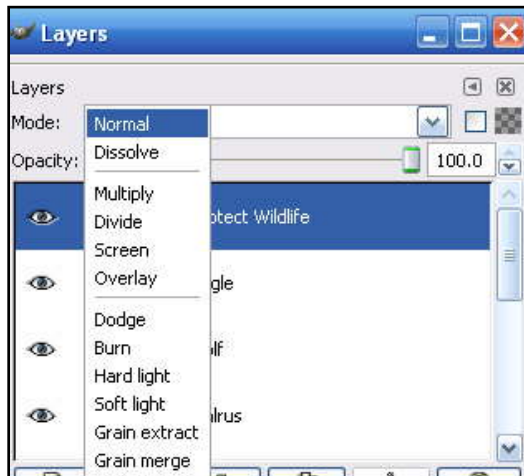 Layers
Layers
Mode:
Normal
Dissolve
Opacity:
100.0
Multiply
Divide
otect Wildlife
Screen
Overlay
gle
Dodge
Burn
lf
Hard light
Soft light
lrus
Grain extract
Grain merge